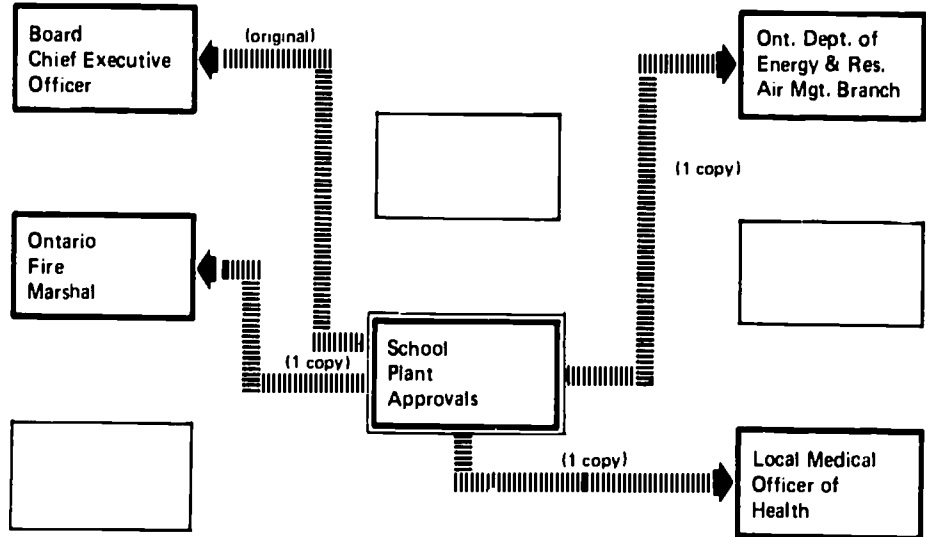 Board
Chief Executive
Officer
(original)
Ont. Dept. of
Energy & Res.
Air Mgt. Branch
(1 copy)
Ontario
Fire
Marshal
(1 copy)
School
Plant
Approvals
(1 copy)
Local Medical
Officer of
Health